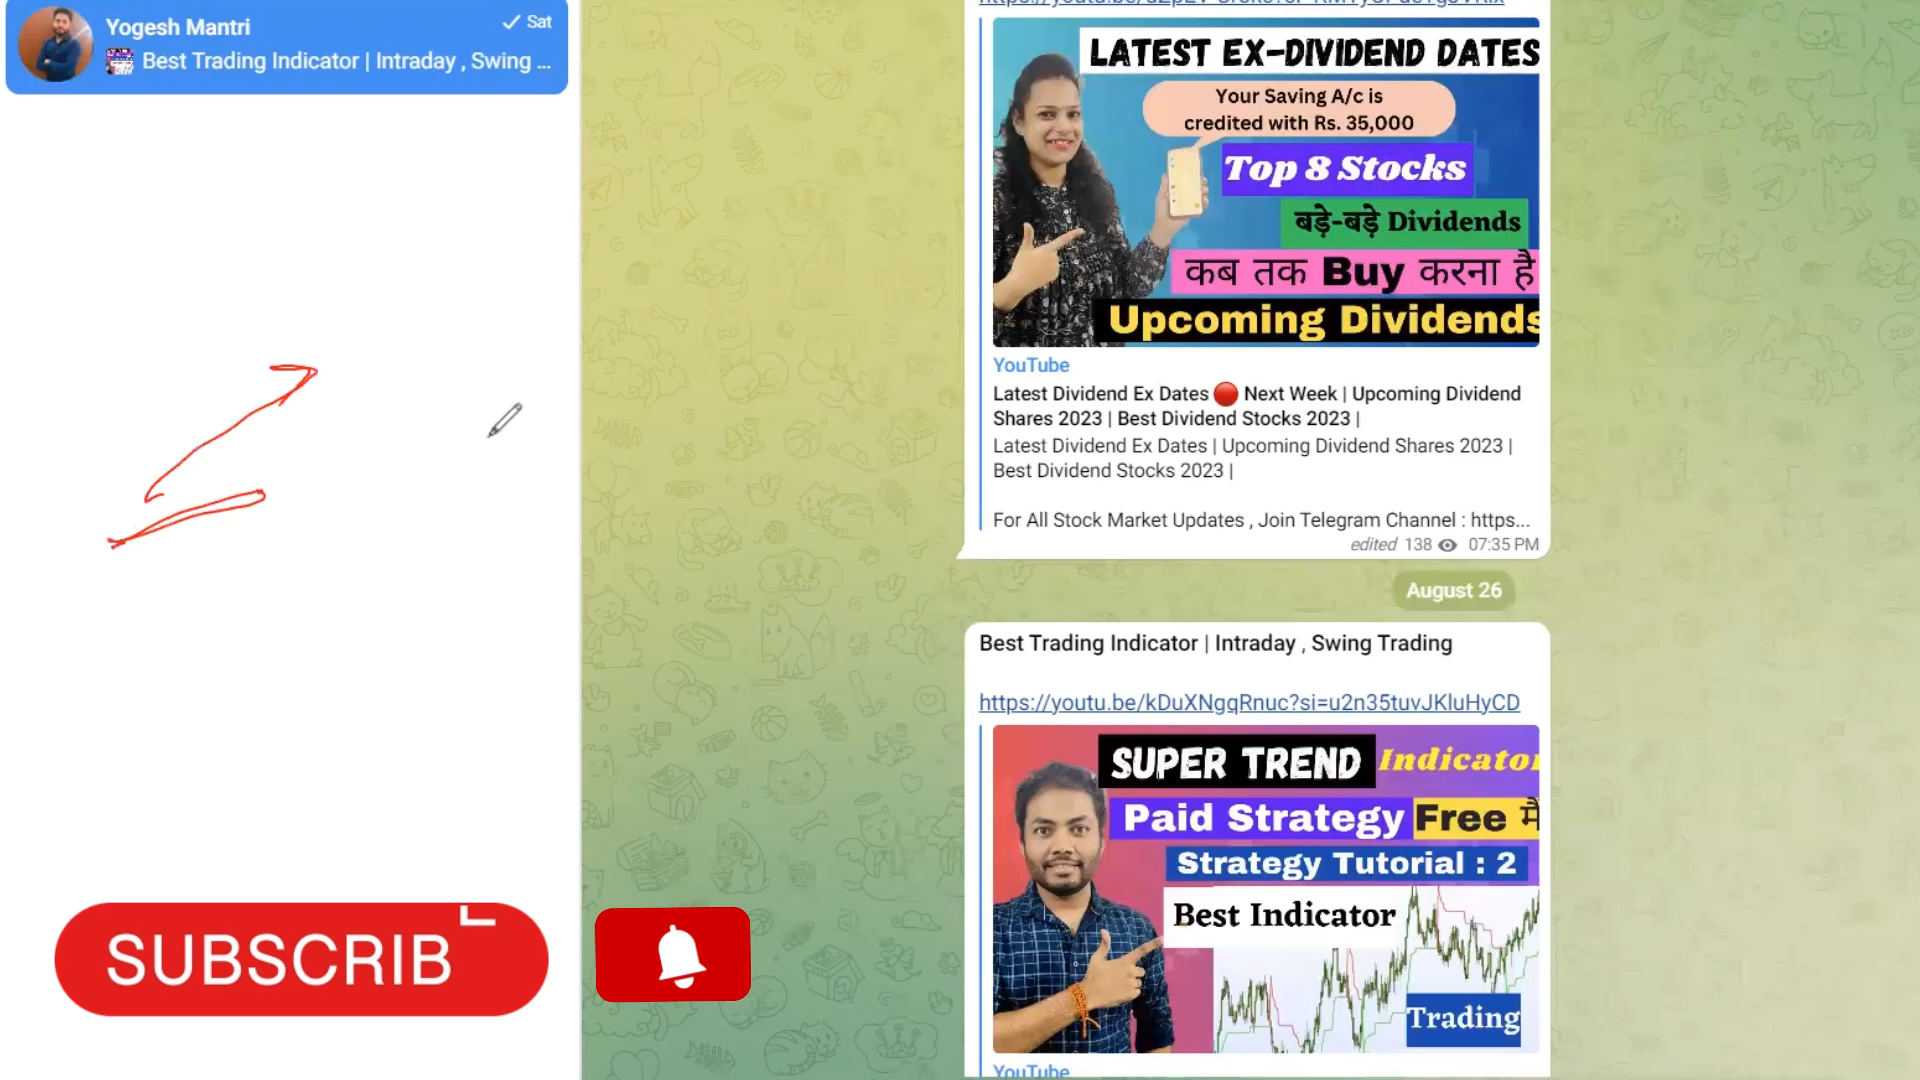 Yogesh Mantri
Sat
Best Trading Indicator | Intraday , Swing ...
LATEST EX-DIVIDEND DATES
Your Saving A/c is
credited with Rs. 35,000
Top 8 Stocks
बड़े-बड़े Dividends
कब तक Buy करना है
Upcoming Dividends
YouTube
Latest Dividend Ex Dates 🔴 Next Week | Upcoming Dividend
Shares 2023 | Best Dividend Stocks 2023 |
Latest Dividend Ex Dates | Upcoming Dividend Shares 2023 |
Best Dividend Stocks 2023 |
For All Stock Market Updates , Join Telegram Channel : https...
edited 138 07:35 PM
August 26
Best Trading Indicator | Intraday , Swing Trading
https://youtu.be/kDuXNgqRnuc?si=u2n35tuvJKluHyCD
SUPER TREND Indicator
Paid Strategy Free में
Strategy Tutorial : 2
Best Indicator
Trading
YouTube
SUBSCRIB